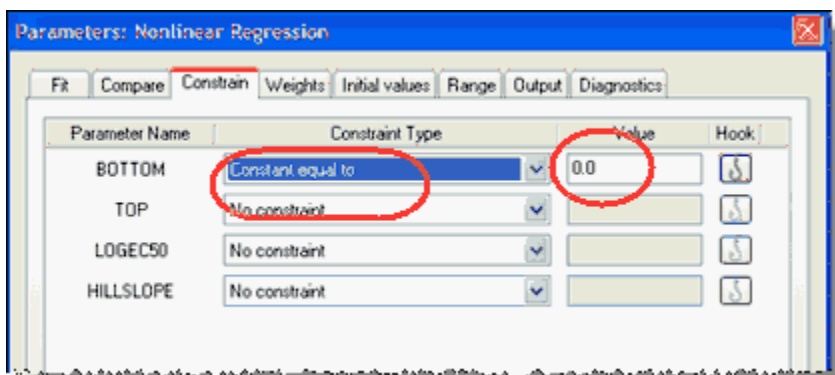 Parameters: Nonlinear Regression
Fit Compare Constrain Weights Initial values Range Output Diagnostics
Parameter Name Constraint Type Value Hook
BOTTOM Constant equal to 0.0
TOP No constraint
LOGEC50 No constraint
HILLSLOPE No constraint